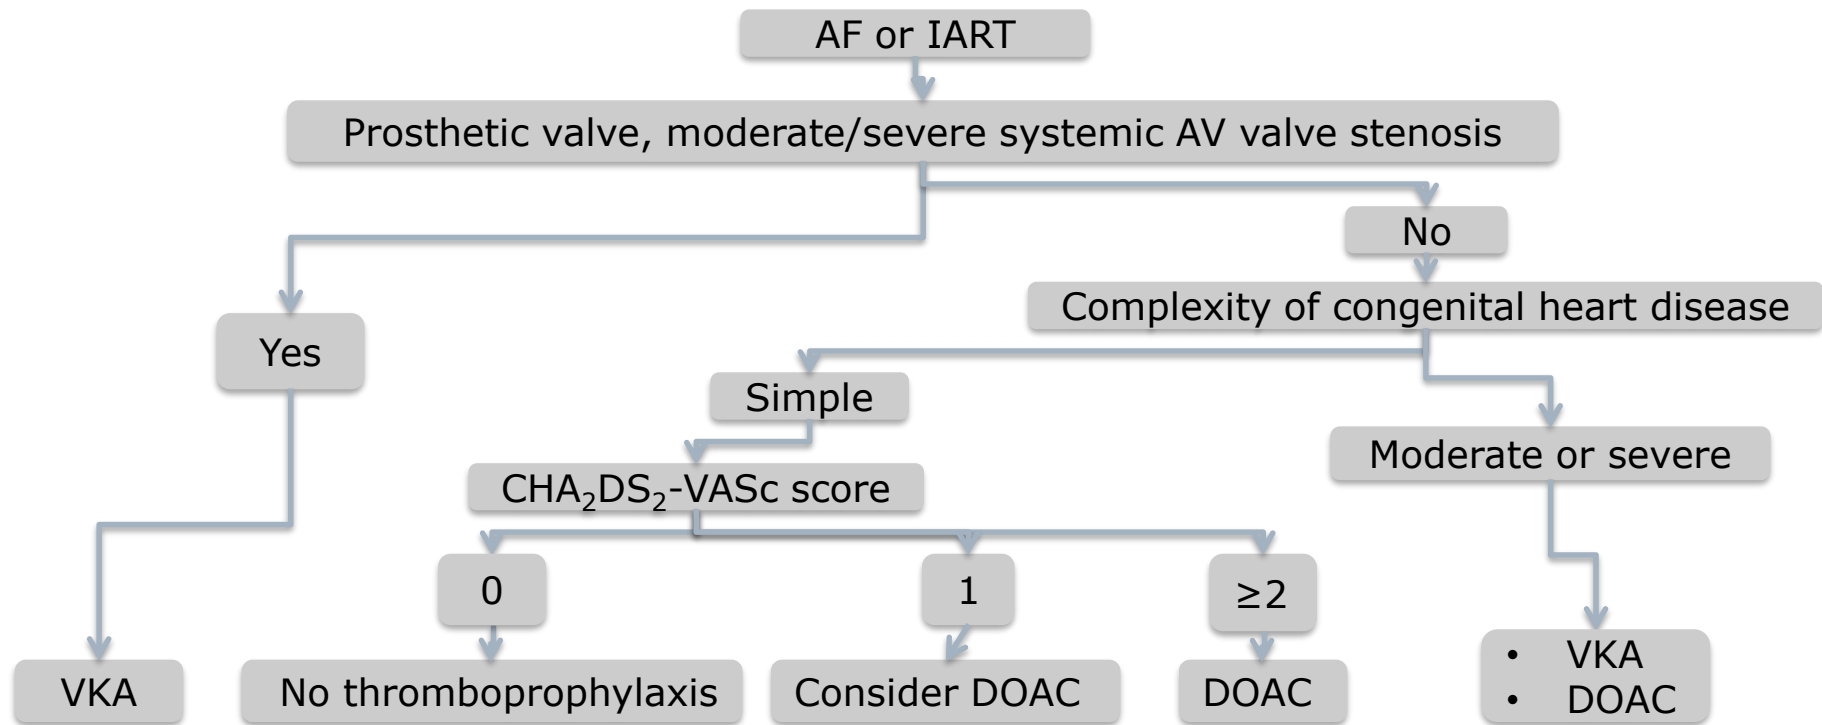 AF or IART
Prosthetic valve, moderate/severe systemic AV valve stenosis
No
Complexity of congenital heart disease
Yes
Simple
Moderate or severe
CHA₂DS₂-VASc score
0
1
≥2
VKA
No thromboprophylaxis
Consider DOAC
DOAC
• VKA
• DOAC